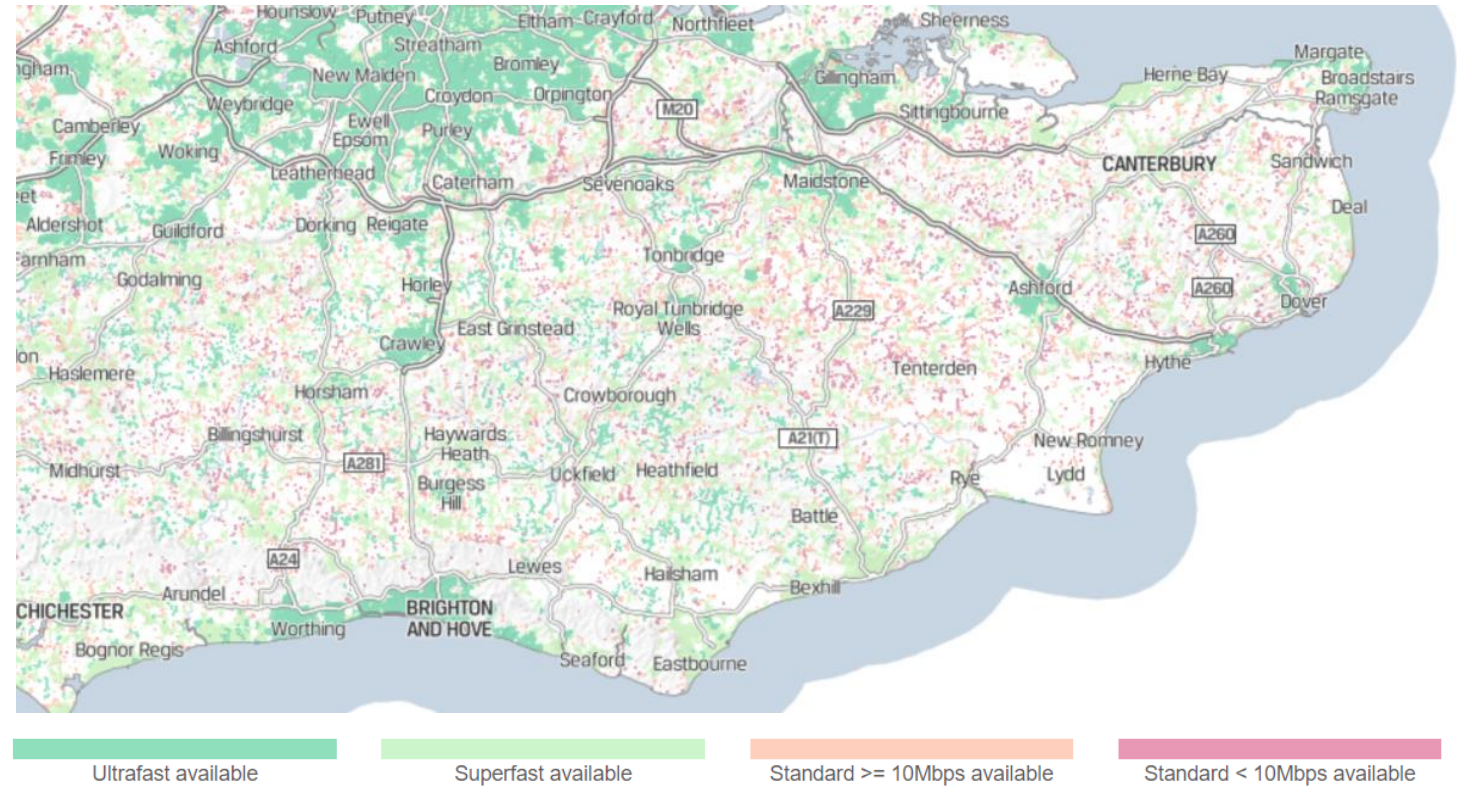 Hounslow
Putney
Eltham
Crayford
Northfleet
Sheerness
Ashford
Streatham
Margate
ngham
New Malden
Bromley
Gillingham
Herne Bay
Broadstairs
Weybridge
Croydon
Orpington
M20
Sittingbourne
Ramsgate
Camberley
Ewell
Epsom
Purley
Frimley
Woking
Leatherhead
Caterham
Sevenoaks
Maidstone
CANTERBURY
Sandwich
eet
Aldershot
Guildford
Dorking
Reigate
Deal
Farnham
Tonbridge
A260
Godalming
Horley
Ashford
A260
Dover
Royal Tunbridge
Wells
A229
East Grinstead
Crawley
lon
Haslemere
Hythe
Horsham
Crowborough
Tenterden
Billingshurst
Haywards
Heath
A21(T)
New Romney
Midhurst
A281
Uckfield
Heathfield
Rye
Lydd
Burgess
Hill
Battle
A24
Lewes
Hailsham
Bexhill
Arundel
CHICHESTER
BRIGHTON
AND HOVE
Worthing
Bognor Regis
Seaford
Eastbourne
Ultrafast available
Superfast available
Standard >= 10Mbps available
Standard < 10Mbps available